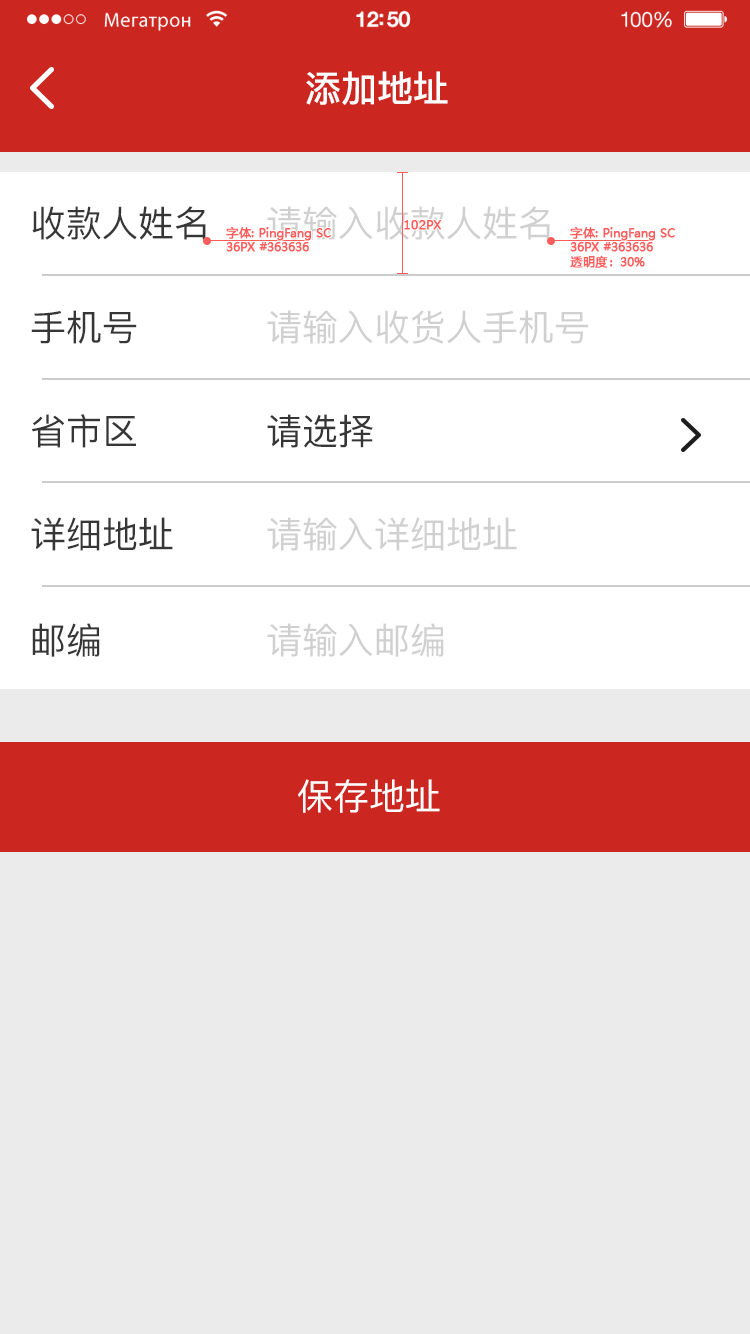 Мегатрон 12:50 100%
添加地址
收款人姓名 请输入收款人姓名
102PX
字体: PingFang SC
36PX #363636
字体: PingFang SC
36PX #363636
透明度: 30%
手机号 请输入收货人手机号
省市区 请选择
详细地址 请输入详细地址
邮编 请输入邮编
保存地址